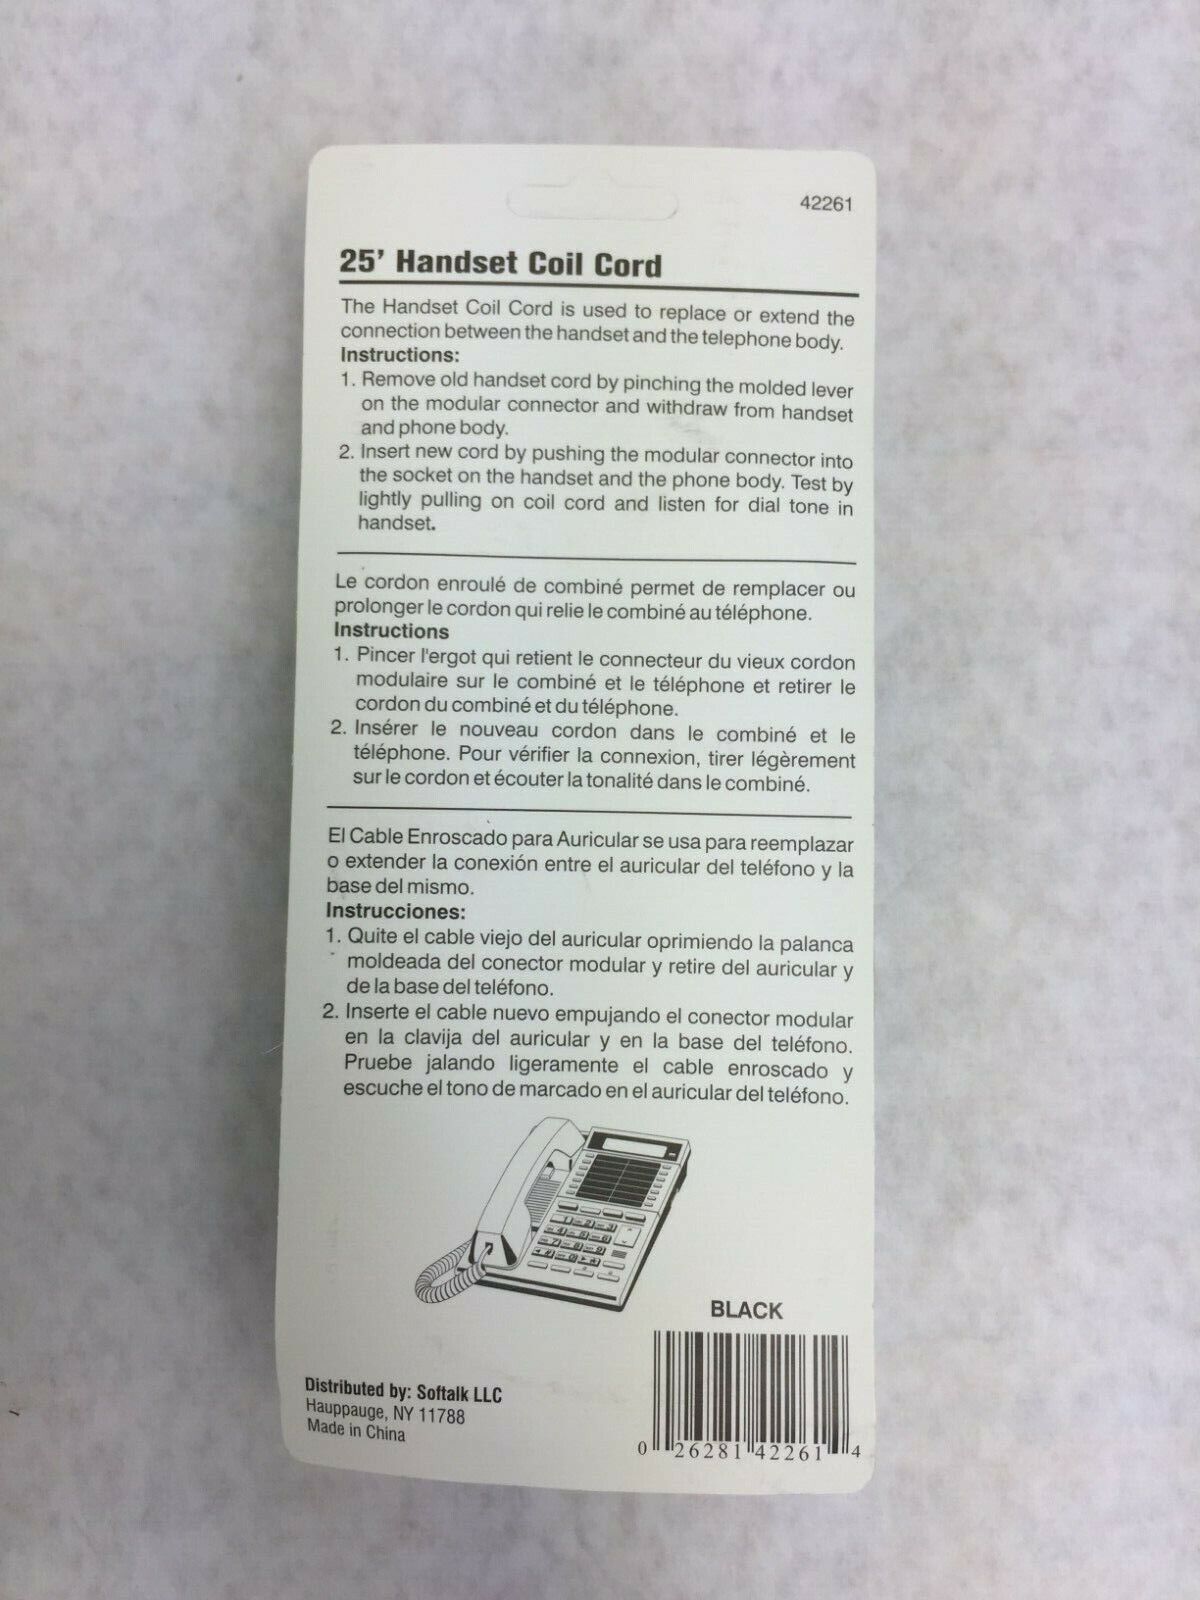 42261
25' Handset Coil Cord
The Handset Coil Cord is used to replace or extend the
connection between the handset and the telephone body.
Instructions:
1. Remove old handset cord by pinching the molded lever
on the modular connector and withdraw from handset
and phone body.
2. Insert new cord by pushing the modular connector into
the socket on the handset and the phone body. Test by
lightly pulling on coil cord and listen for dial tone in
handset.
Le cordon enroulé de combiné permet de remplacer ou
prolonger le cordon qui relie le combiné au téléphone.
Instructions
1. Pincer l'ergot qui retient le connecteur du vieux cordon
modulaire sur le combiné et le téléphone et retirer le
cordon du combiné et du téléphone.
2. Insérer le nouveau cordon dans le combiné et le
téléphone. Pour vérifier la connexion, tirer légèrement
sur le cordon et écouter la tonalité dans le combiné.
El Cable Enroscado para Auricular se usa para reemplazar
o extender la conexión entre el auricular del teléfono y la
base del mismo.
Instrucciones:
1. Quite el cable viejo del auricular oprimiendo la palanca
moldeada del conector modular y retire del auricular y
de la base del teléfono.
2. Inserte el cable nuevo empujando el conector modular
en la clavija del auricular y en la base del teléfono.
Pruebe jalando ligeramente el cable enroscado y
escuche el tono de marcado en el auricular del teléfono.
BLACK
Distributed by: Softalk LLC
Hauppauge, NY 11788
Made in China
0 26281 42261 4